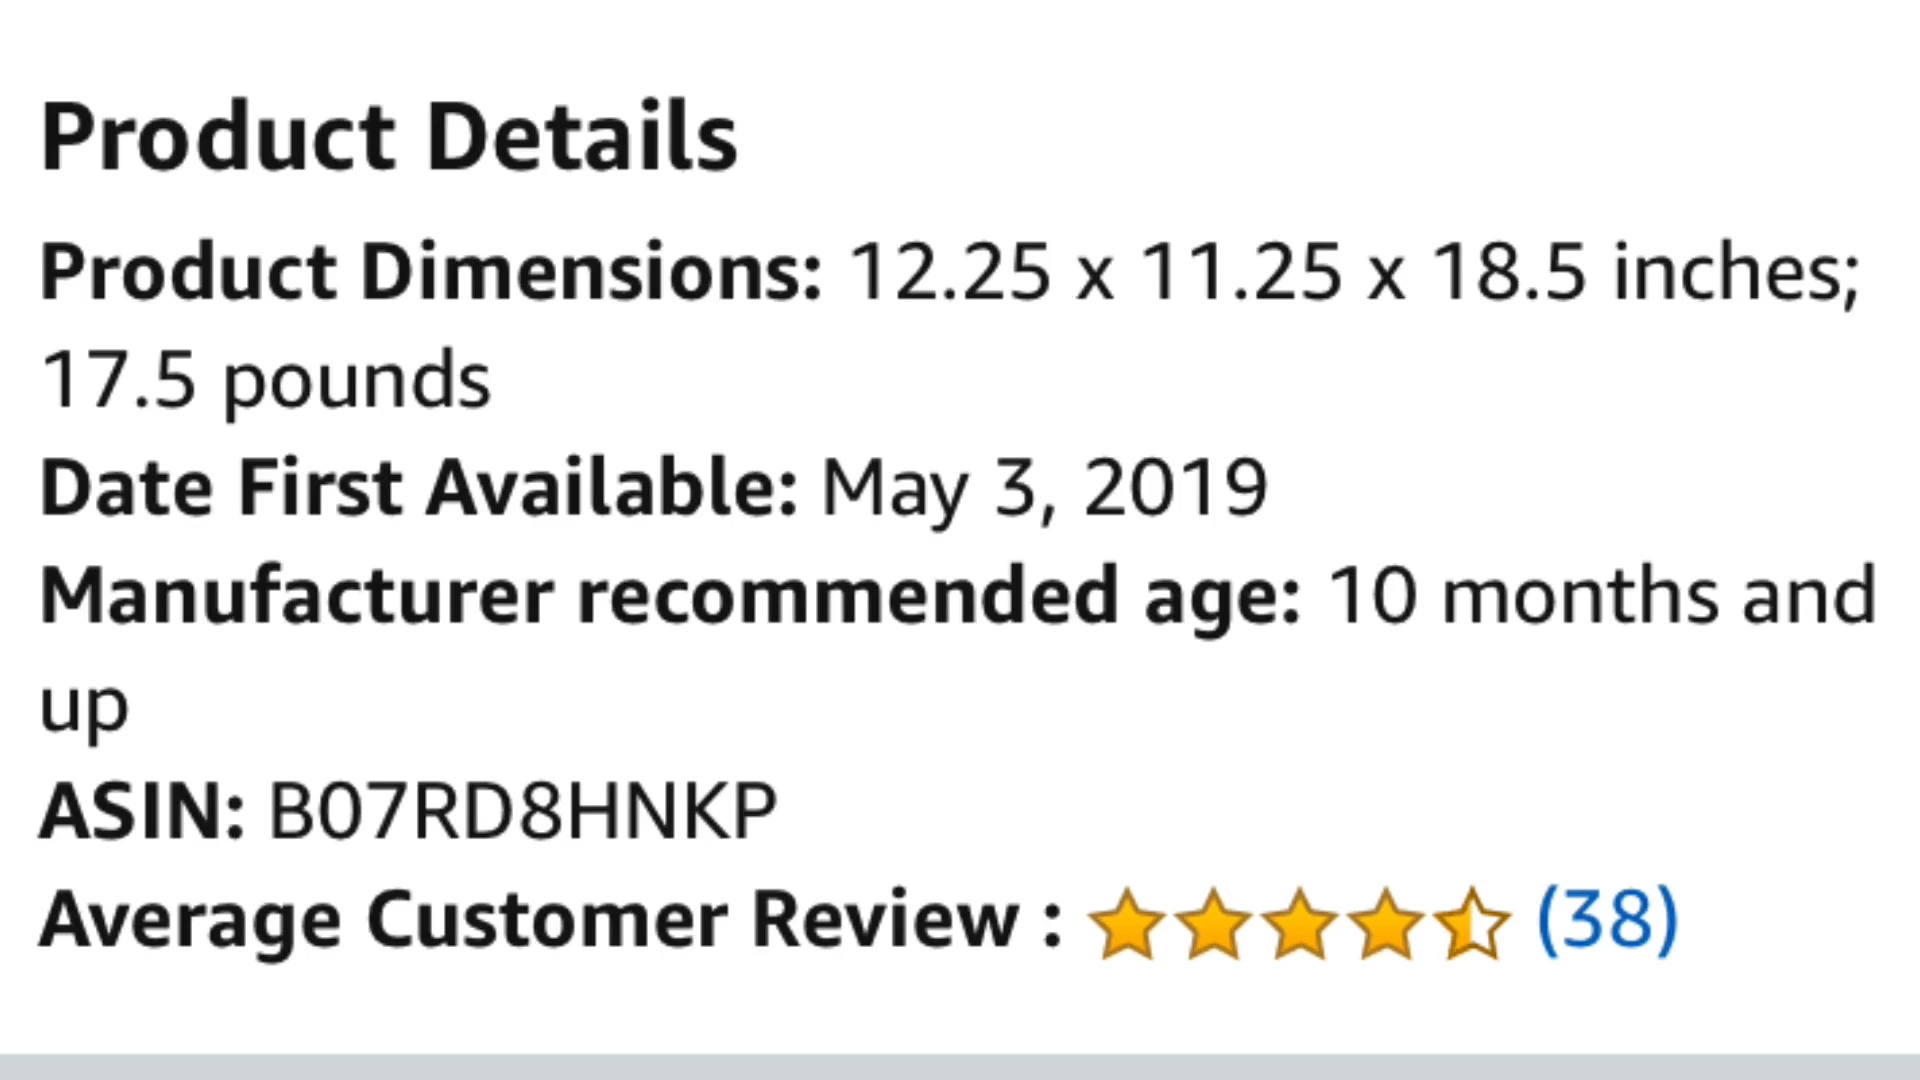 Product Details
Product Dimensions: 12.25 x 11.25 x 18.5 inches;
17.5 pounds
Date First Available: May 3, 2019
Manufacturer recommended age: 10 months and
up
ASIN: B07RD8HNKP
Average Customer Review : (38)